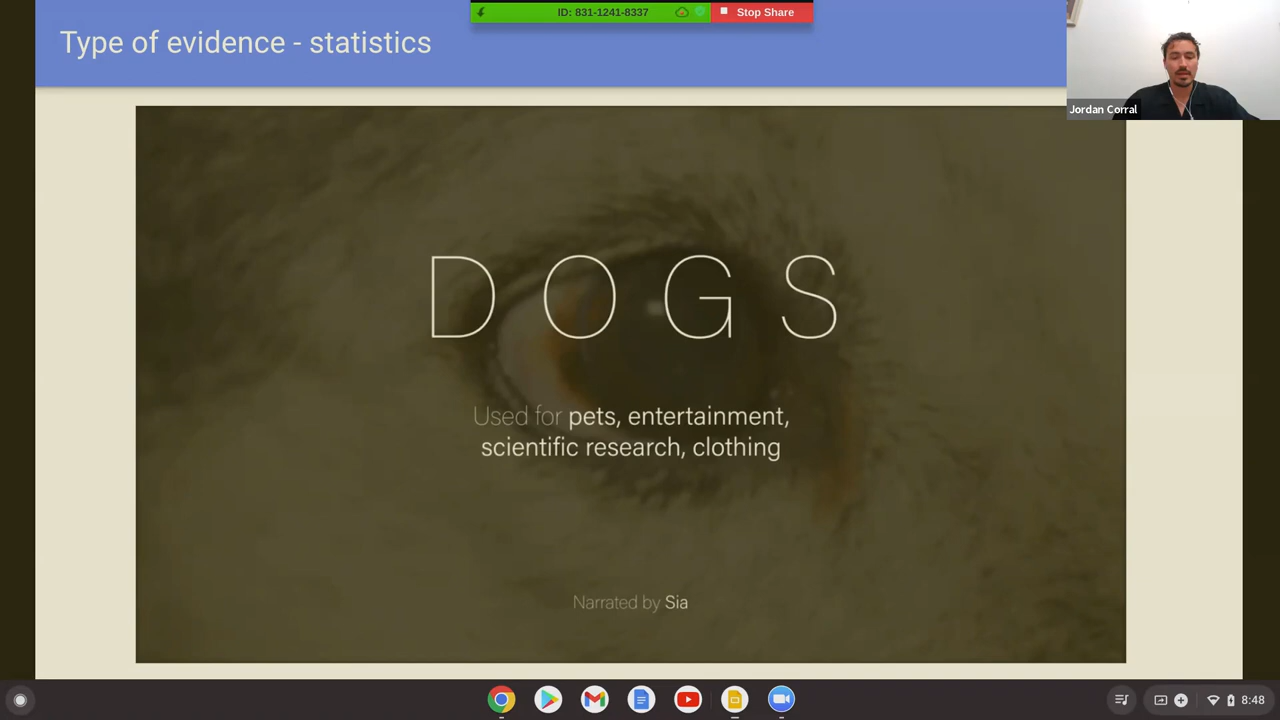 ID: 831-1241-8337
Stop Share
Type of evidence - statistics
Jordan Corral
DOGS
Used for pets, entertainment,
scientific research, clothing
Narrated by Sia
8:48